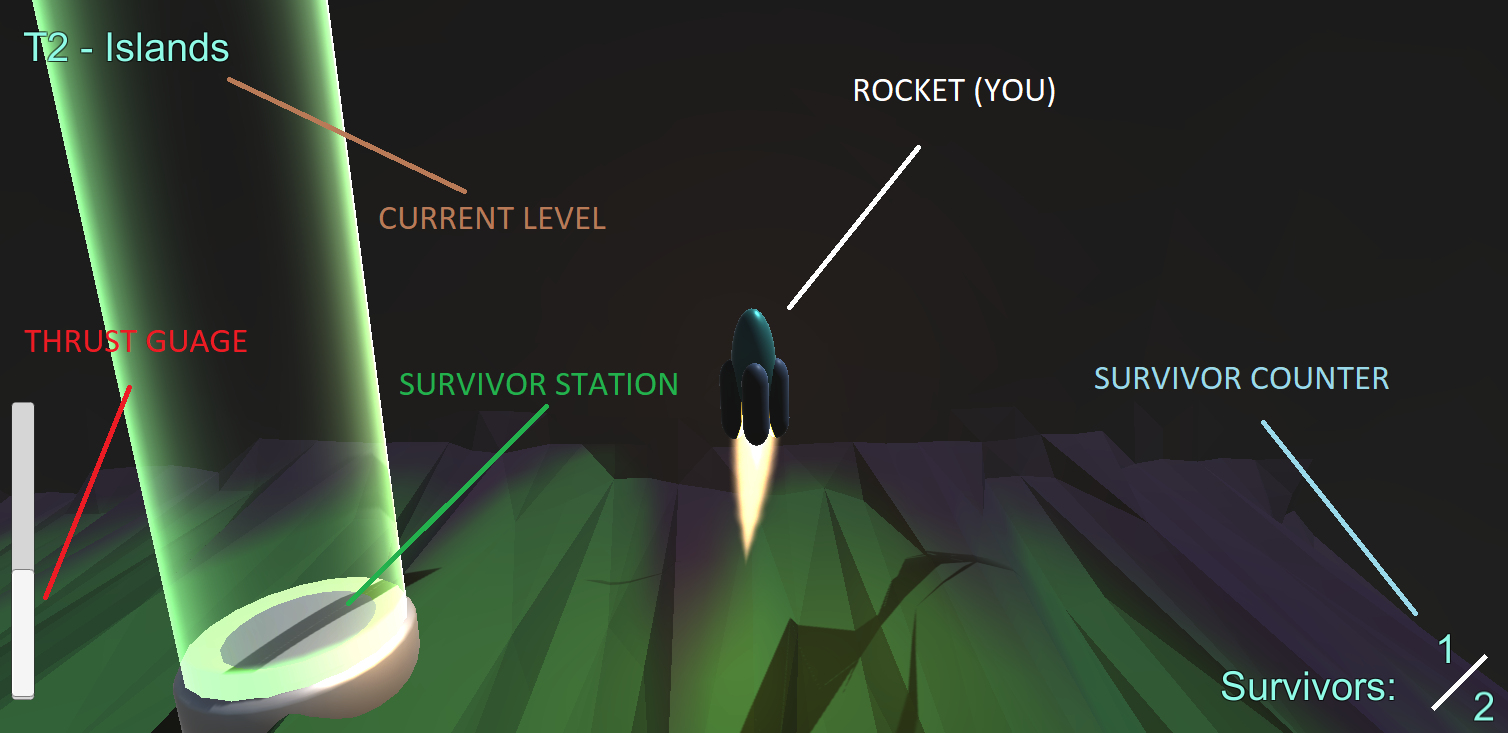 T2 - Islands
ROCKET (YOU)
CURRENT LEVEL
THRUST GUAGE
SURVIVOR STATION
SURVIVOR COUNTER
Survivors: 1/2